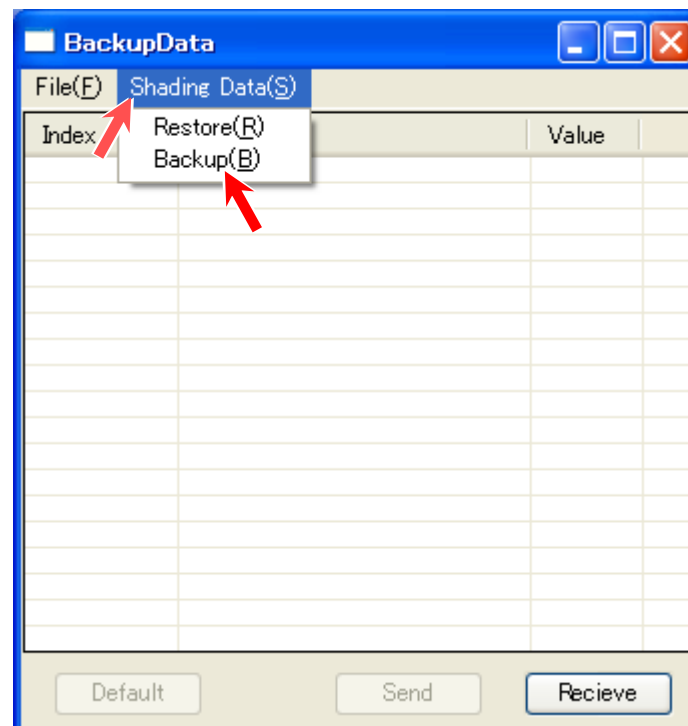 BackupData
File(F) Shading Data(S)
Restore(R)
Backup(B)
Index Value
Default Send Recieve